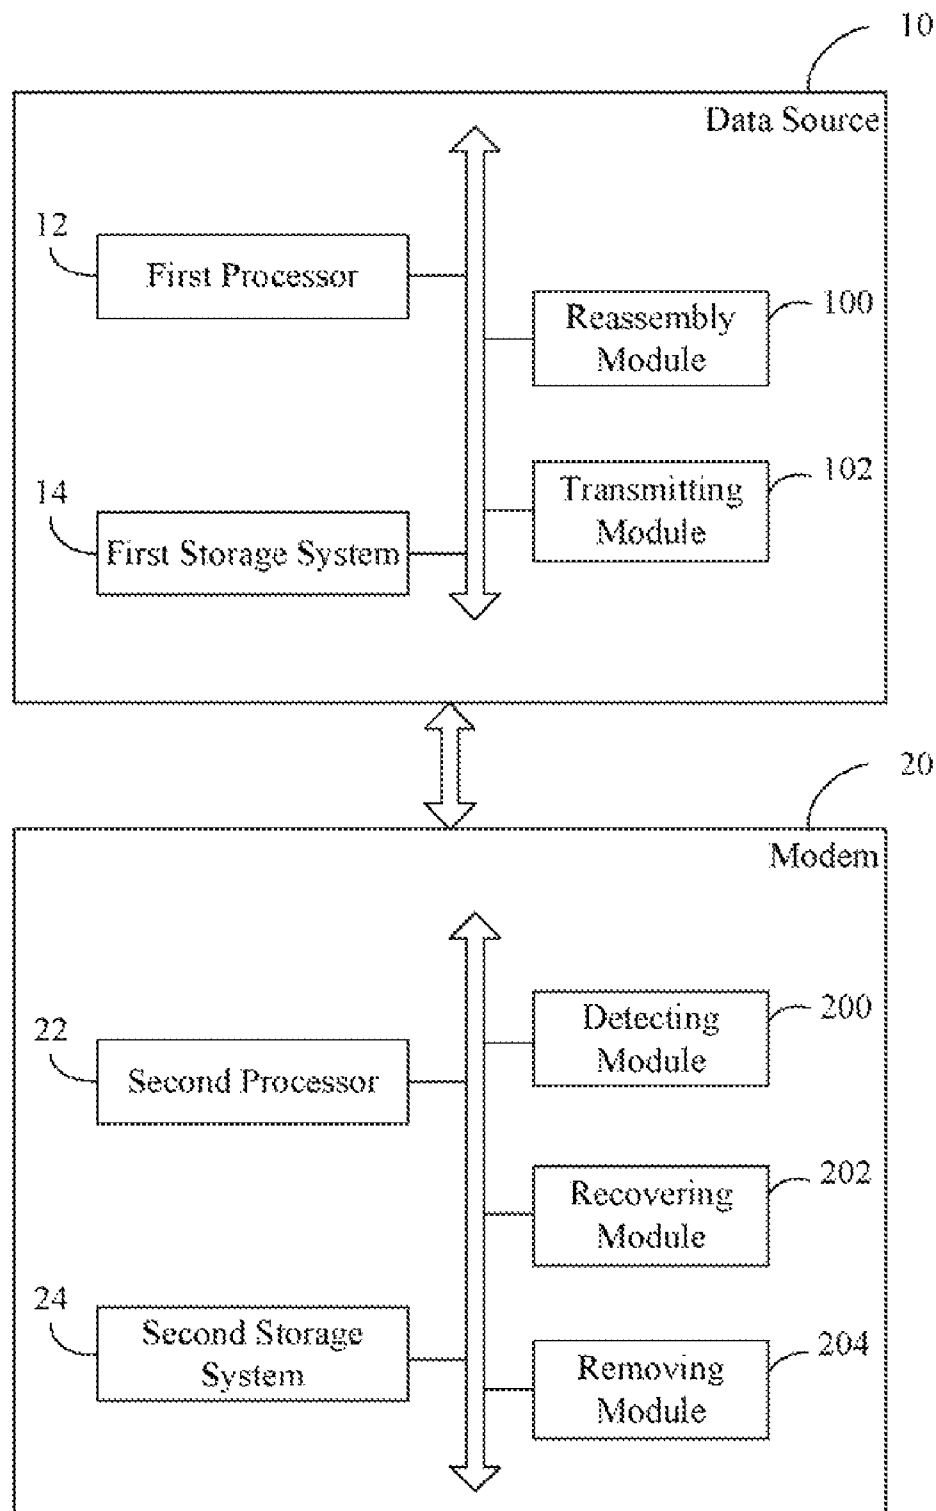 10
Data Source
12
First Processor
Reassembly
Module
100
14
First Storage System
Transmitting
Module
102
20
Modem
Detecting
Module
200
22
Second Processor
Recovering
Module
202
24
Second Storage
System
Removing
Module
204